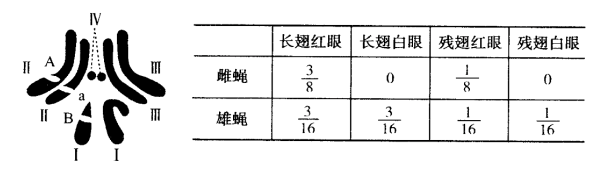 IV
A
II
III
a
II
B
III
I I
长翅红眼 长翅白眼 残翅红眼 残翅白眼
雌蝇 3/8 0 1/8 0
雄蝇 3/16 3/16 1/16 1/16